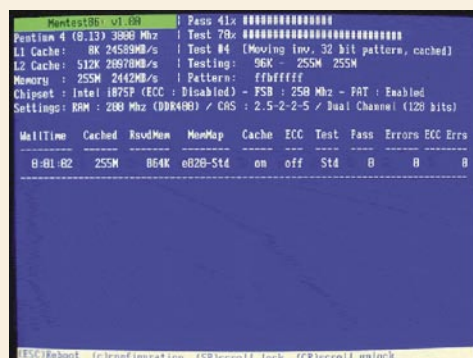 Memtest86+ v1.00 | Pass 41%
Pentium 4 (0.13) 3000 Mhz | Test 70%
L1 Cache: 8K 24589MB/s | Test #4 [Moving inv, 32 bit pattern, cached]
L2 Cache: 512K 20978MB/s | Testing: 96K - 255M 255M
Memory : 255M 2442MB/s | Pattern: ffbfffff
Chipset : Intel i875P (ECC : Disabled) - FSB : 250 Mhz - PAT : Enabled
Settings: RAM : 200 Mhz (DDR400) / CAS : 2.5-2-2-5 / Dual Channel (128 bits)
WallTime Cached RsvdMem MemMap Cache ECC Test Pass Errors ECC Errs
0:01:02 255M 864K e820-Std on off Std 0 0 0
(ESC)Reboot (c)configuration (SP)scroll_lock (CR)scroll_unlock